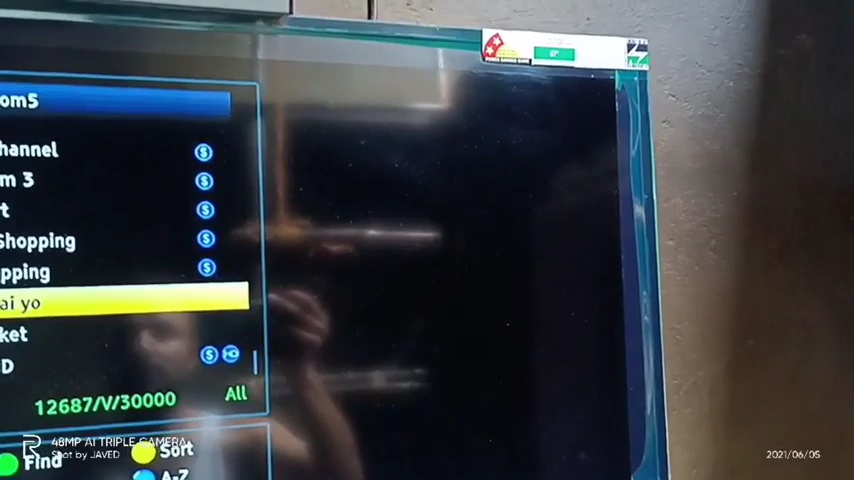 om5
hannel
m 3
t
Shopping
pping
ai yo
ket
D
12687/V/30000 All
Find
Sort
A-Z
48MP AI TRIPLE CAMERA
Shot by JAVED
2021/06/05